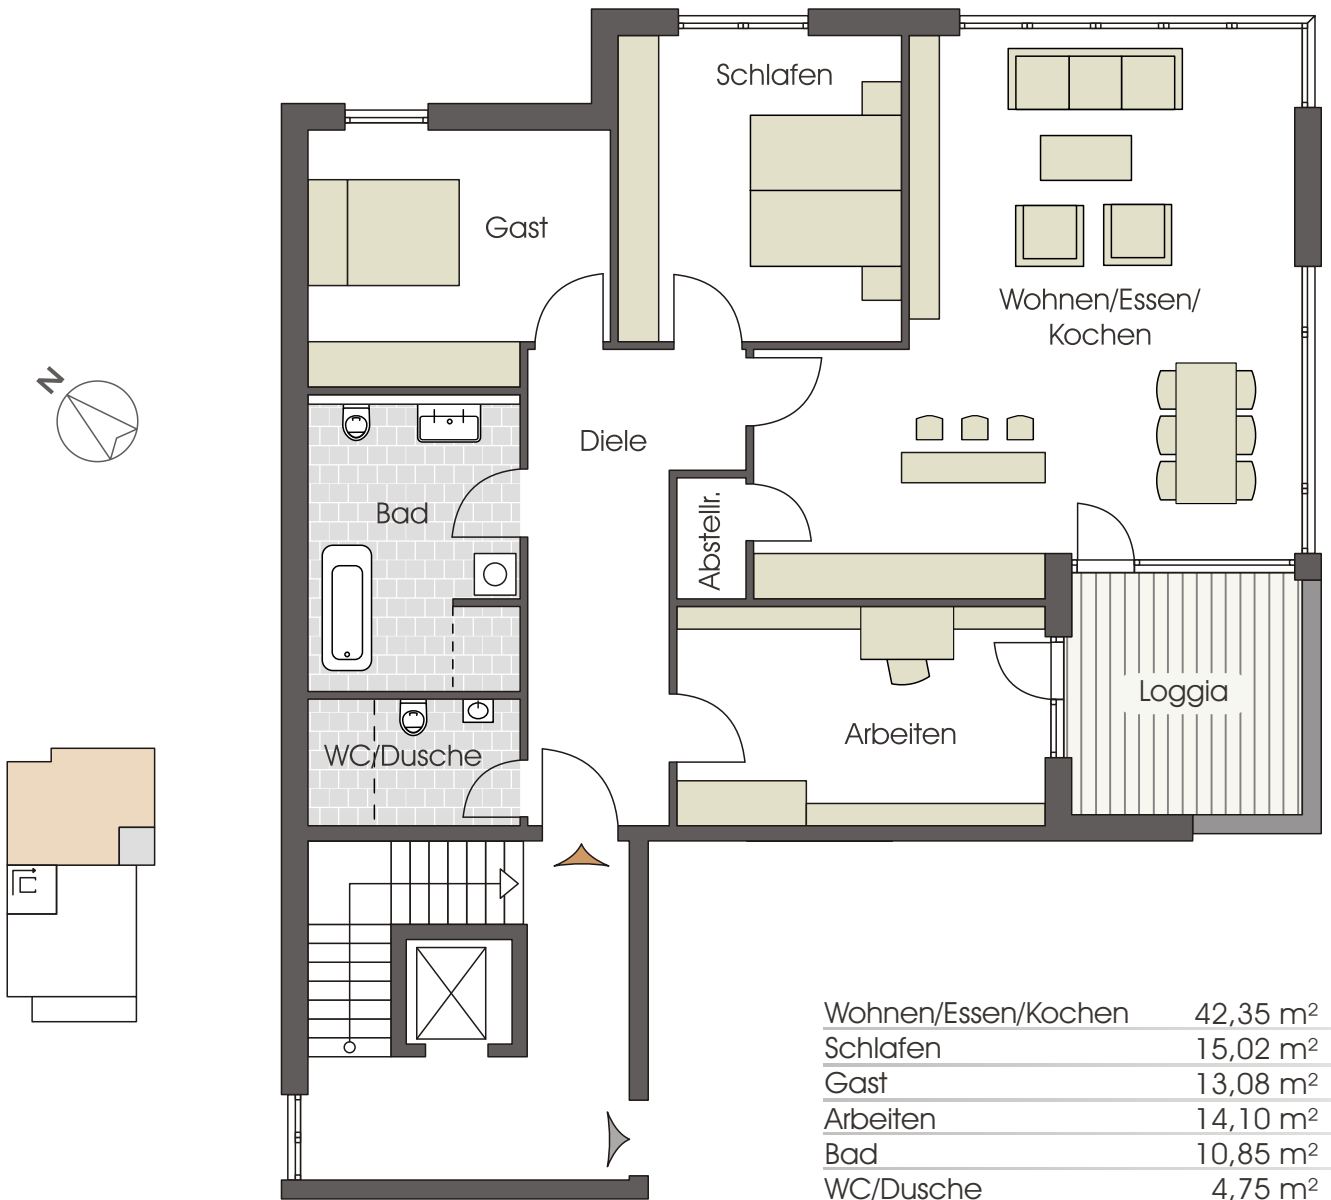 Schlafen
Gast
Wohnen/Essen/
Kochen
N
Diele
Bad
Abstellr.
Loggia
Arbeiten
WC/Dusche
Wohnen/Essen/Kochen 42,35 m²
Schlafen 15,02 m²
Gast 13,08 m²
Arbeiten 14,10 m²
Bad 10,85 m²
WC/Dusche 4,75 m²